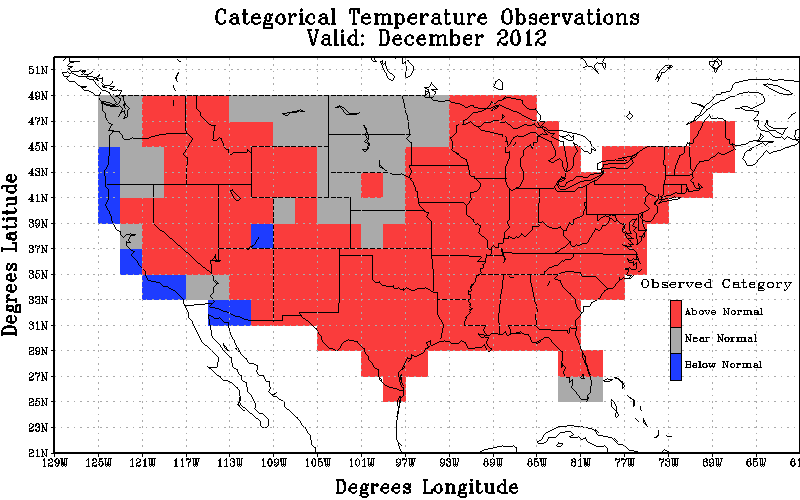 Categorical Temperature Observations
Valid: December 2012
51N
49N
47N
45N
43N
41N
39N
37N
35N
33N
31N
29N
27N
25N
23N
21N
Degrees Latitude
Observed Category
Above Normal
Near Normal
Below Normal
129W 125W 121W 117W 113W 109W 105W 101W 97W 93W 89W 85W 81W 77W 73W 69W 65W 61
Degrees Longitude